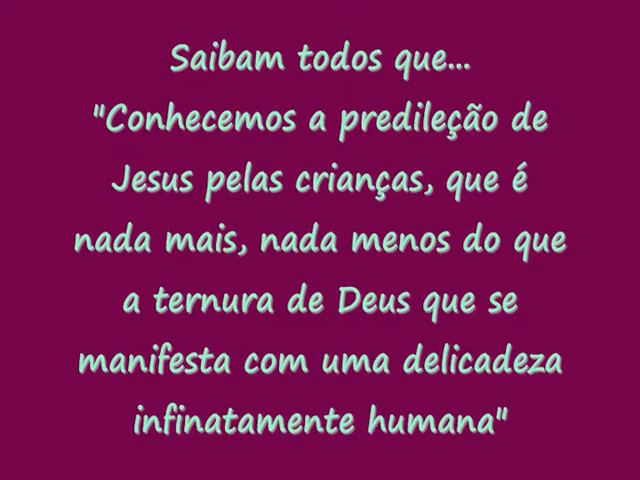 Saibam todos que...
"Conhecemos a predileção de
Jesus pelas crianças, que é
nada mais, nada menos do que
a ternura de Deus que se
manifesta com uma delicadeza
infinatamente humana"